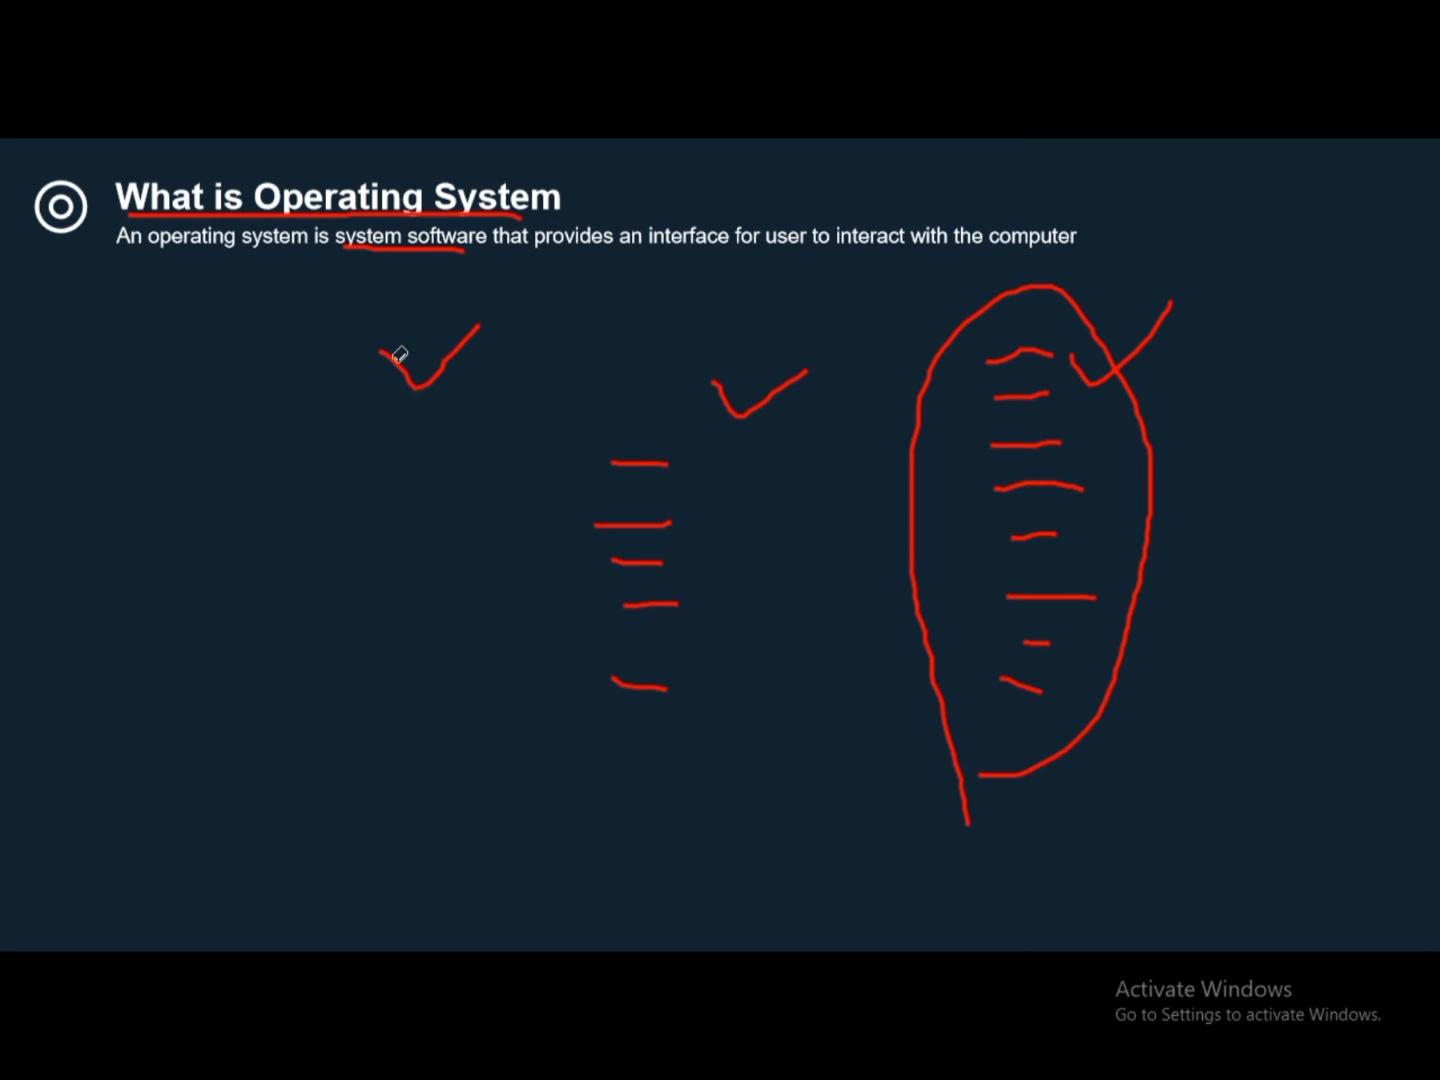 What is Operating System
An operating system is system software that provides an interface for user to interact with the computer
Activate Windows
Go to Settings to activate Windows.